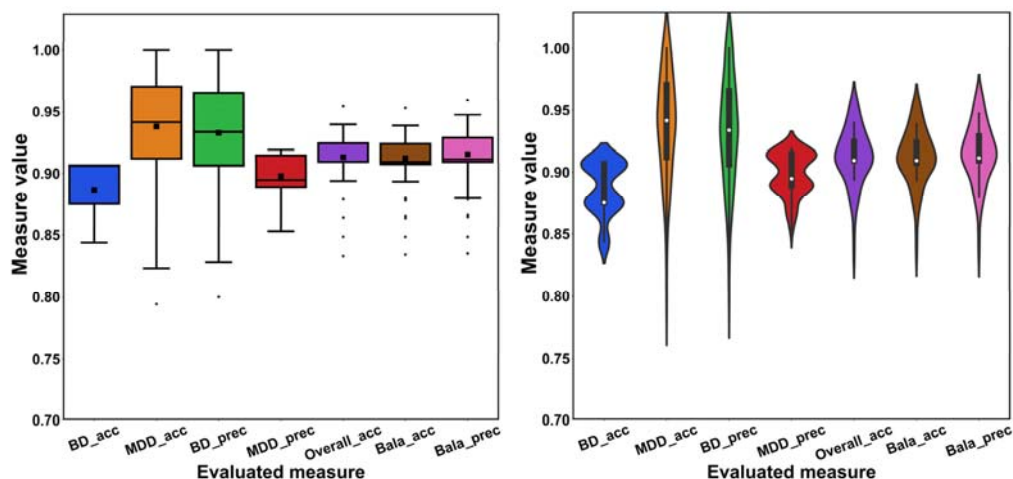 Measure value
1.00
0.95
0.90
0.85
0.80
0.75
0.70
BD_acc
MDD_acc
BD_prec
MDD_prec
Overall_acc
Bala_acc
Bala_prec
Evaluated measure
Measure value
1.00
0.95
0.90
0.85
0.80
0.75
0.70
BD_acc
MDD_acc
BD_prec
MDD_prec
Overall_acc
Bala_acc
Bala_prec
Evaluated measure